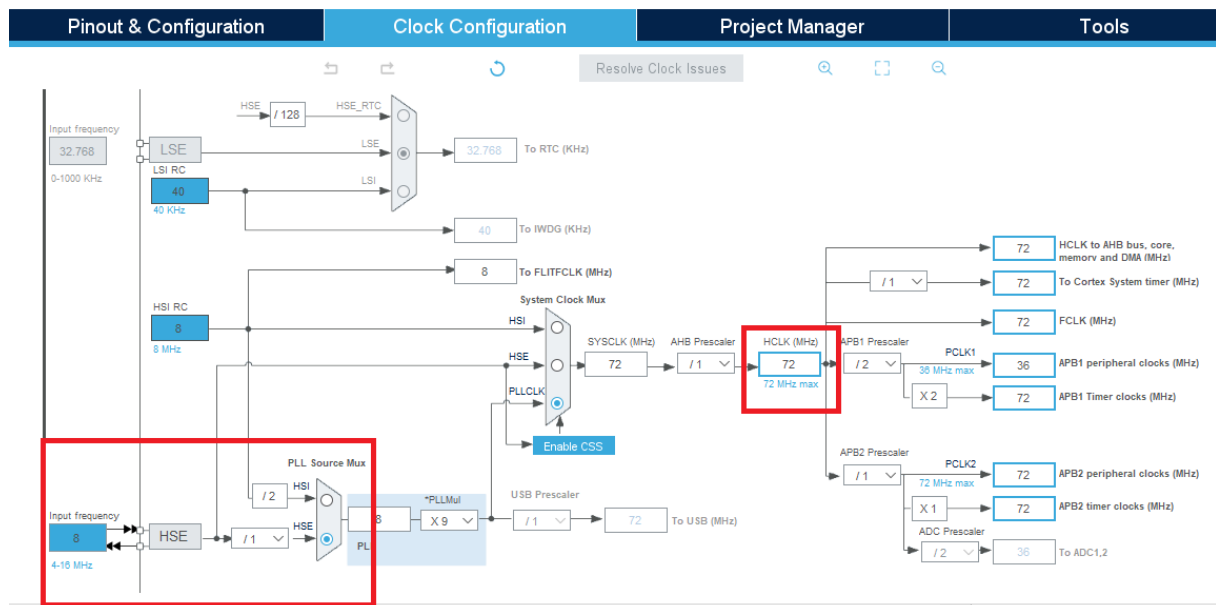 Pinout & Configuration
Clock Configuration
Project Manager
Tools
Resolve Clock Issues
Input frequency
32.768
0-1000 KHz
LSE
LSI RC
40
40 KHz
HSE
/ 128
HSE_RTC
LSE
LSI
32.768
To RTC (KHz)
40
To IWDG (KHz)
8
To FLITFCLK (MHz)
HSI RC
8
8 MHz
System Clock Mux
HSI
HSE
PLLCLK
Enable CSS
SYSCLK (MHz)
72
AHB Prescaler
/ 1
HCLK (MHz)
72
72 MHz max
72
HCLK to AHB bus, core,
memory and DMA (MHz)
/ 1
72
To Cortex System timer (MHz)
72
FCLK (MHz)
APB1 Prescaler
/ 2
PCLK1
36 MHz max
36
APB1 peripheral clocks (MHz)
X 2
72
APB1 Timer clocks (MHz)
APB2 Prescaler
/ 1
PCLK2
72 MHz max
72
APB2 peripheral clocks (MHz)
X 1
72
APB2 timer clocks (MHz)
ADC Prescaler
/ 2
36
To ADC1,2
Input frequency
8
4-16 MHz
HSE
/ 1
PLL Source Mux
/ 2
HSI
HSE
8
*PLLMul
X 9
USB Prescaler
/ 1
72
To USB (MHz)